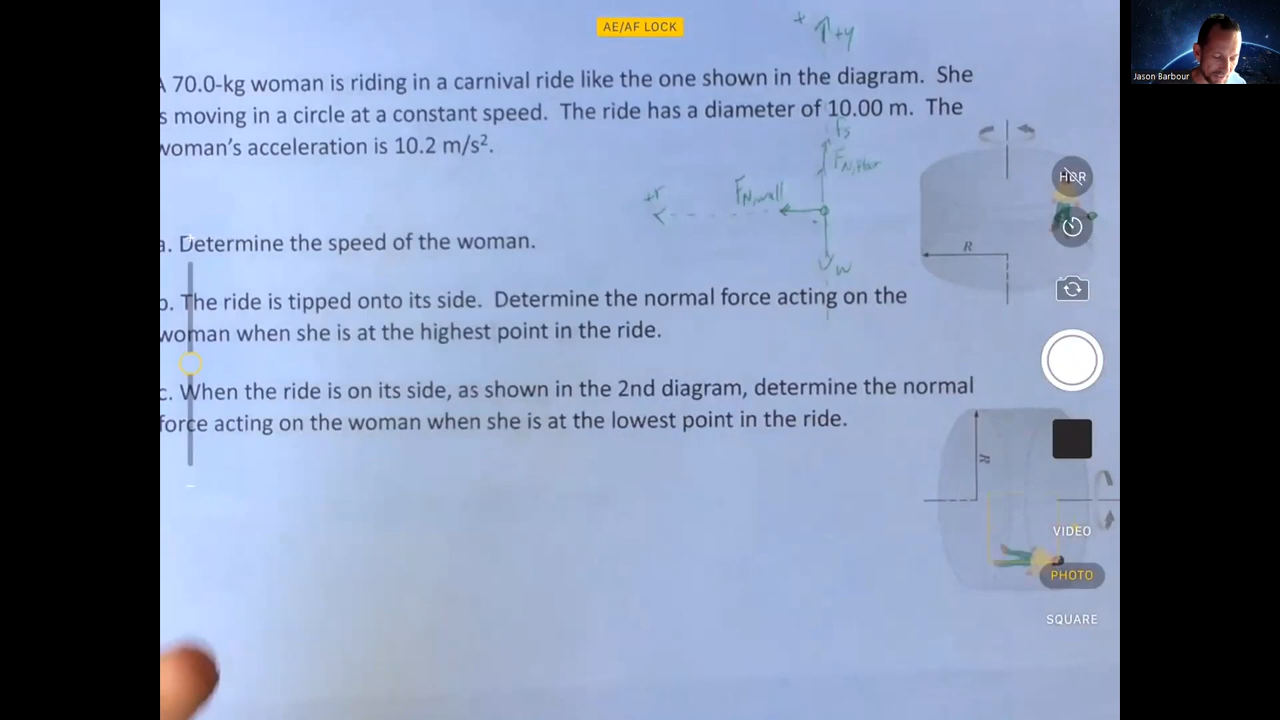 AE/AF LOCK
+ +y
Jason Barbour
A 70.0-kg woman is riding in a carnival ride like the one shown in the diagram. She
s moving in a circle at a constant speed. The ride has a diameter of 10.00 m. The
woman's acceleration is 10.2 m/s².
Fs
FN,floor
+r
FN,wall
W
HDR
R
a. Determine the speed of the woman.
b. The ride is tipped onto its side. Determine the normal force acting on the
woman when she is at the highest point in the ride.
c. When the ride is on its side, as shown in the 2nd diagram, determine the normal
force acting on the woman when she is at the lowest point in the ride.
R
VIDEO
PHOTO
SQUARE